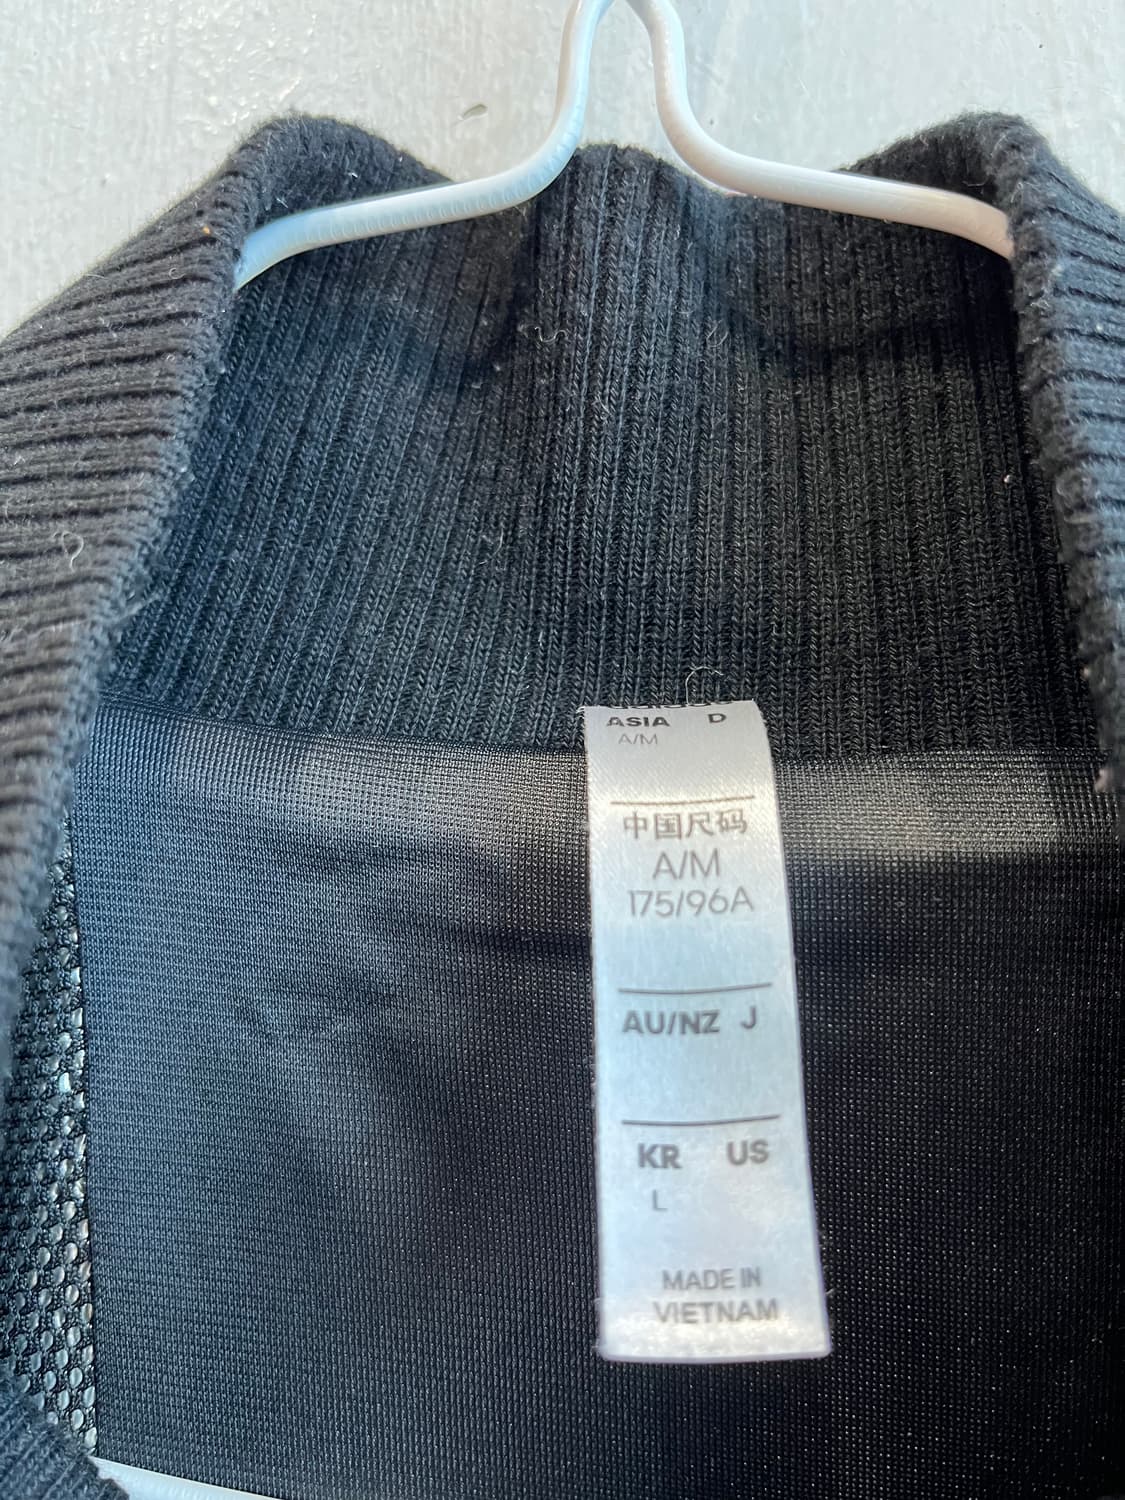 ASIA D
A/M
中国尺码
A/M
175/96A
AU/NZ J
KR US
L
MADE IN
VIETNAM